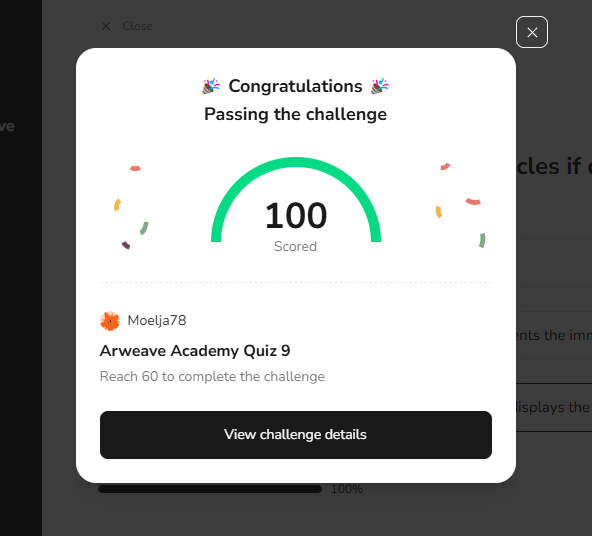 Close
ve
Congratulations
Passing the challenge
cles if
100
Scored
Moelja78
ents the imm
Arweave Academy Quiz 9
Reach 60 to complete the challenge
displays the
View challenge details
100%